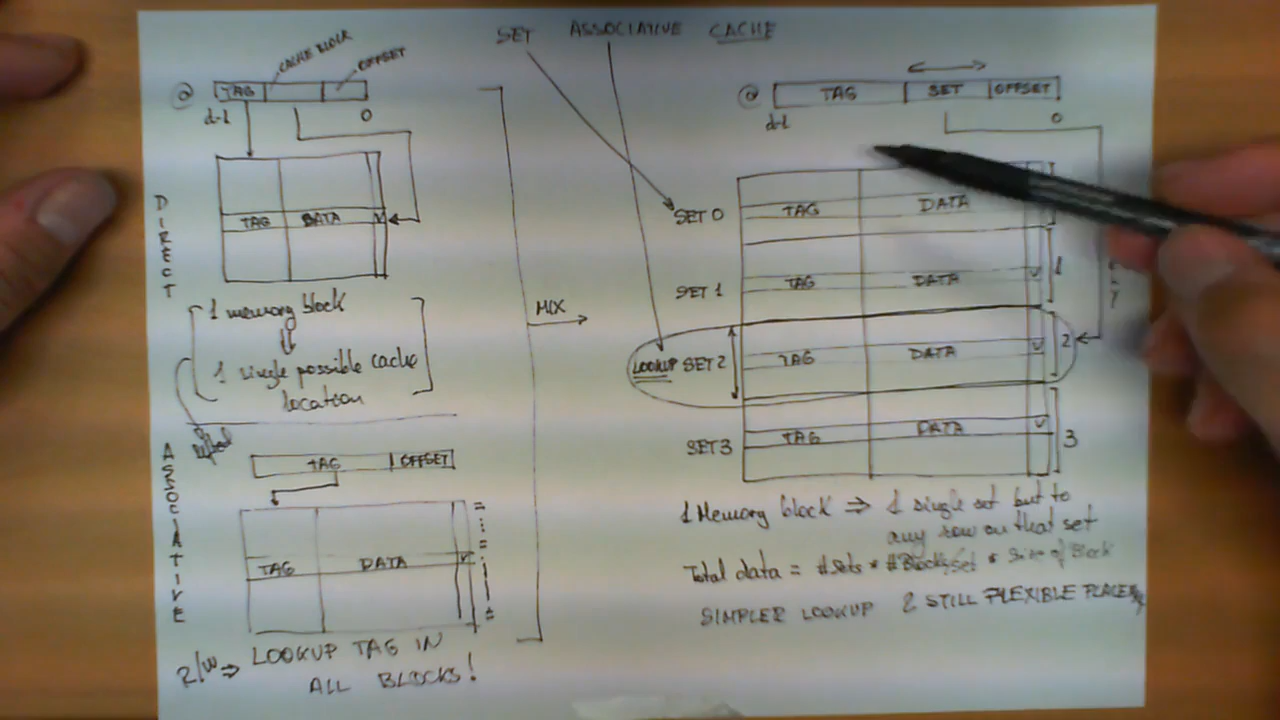 SET ASSOCIATIVE CACHE
CACHE BLOCK
OFFSET
@ TAG
d-1 0
TAG DATA V
DIRECT
1 memory block
⇓
1 single possible cache
location
ASSOCIATIVE
TAG OFFSET
TAG DATA V
R/W ⇒ LOOKUP TAG IN
ALL BLOCKS!
MIX
@ TAG SET OFFSET
d-1 0
SET 0 TAG DATA
SET 1 TAG DATA V 1
LOOKUP SET 2 TAG DATA V 2
SET 3 TAG DATA V 3
1 Memory block ⇒ 1 single set but to
any row on that set
Total data = #Sets * #Blocks/Set * Size of Block
SIMPLER LOOKUP & STILL FLEXIBLE